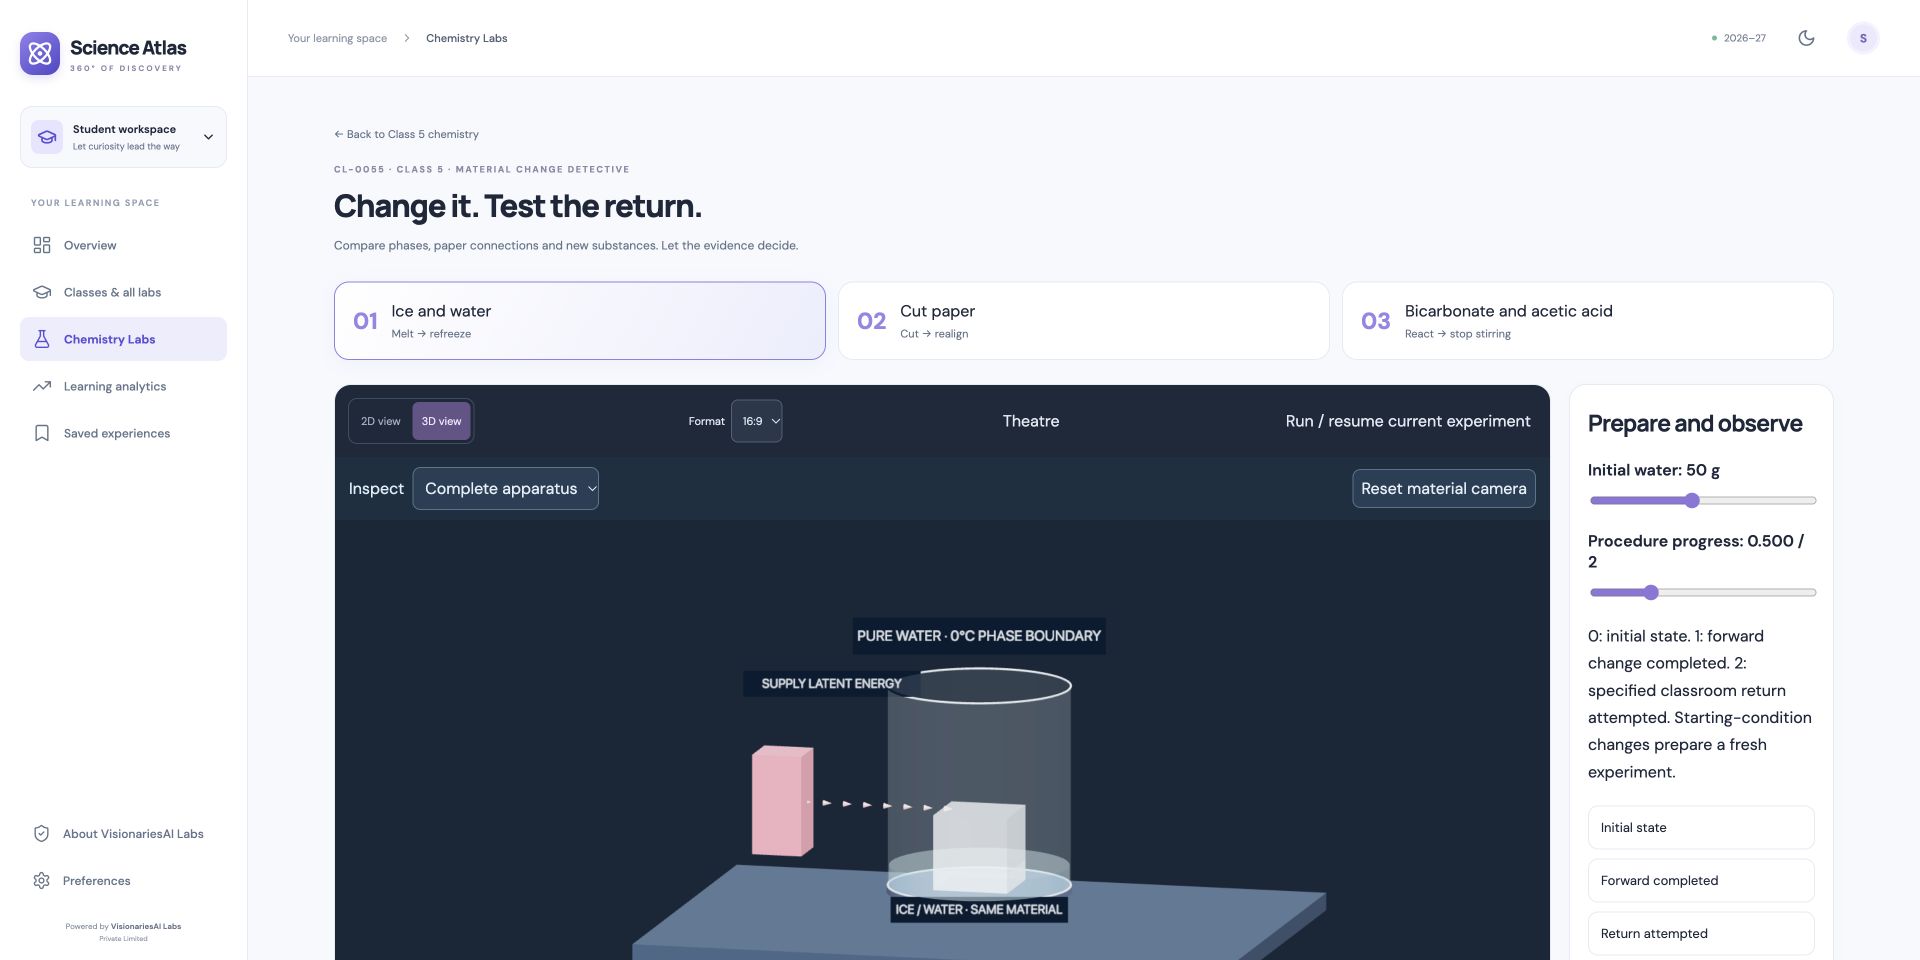 Science Atlas
360° OF DISCOVERY
Student workspace
Let curiosity lead the way
YOUR LEARNING SPACE
Overview
Classes & all labs
Chemistry Labs
Learning analytics
Saved experiences
About VisionariesAI Labs
Preferences
Powered by VisionariesAI Labs
Private Limited
Your learning space > Chemistry Labs
2026–27
S
← Back to Class 5 chemistry
CL-0055 · CLASS 5 · MATERIAL CHANGE DETECTIVE
Change it. Test the return.
Compare phases, paper connections and new substances. Let the evidence decide.
01 Ice and water
Melt → refreeze
02 Cut paper
Cut → realign
03 Bicarbonate and acetic acid
React → stop stirring
2D view 3D view Format 16:9 Theatre Run / resume current experiment
Inspect Complete apparatus Reset material camera
PURE WATER · 0°C PHASE BOUNDARY
SUPPLY LATENT ENERGY
ICE / WATER · SAME MATERIAL
Prepare and observe
Initial water: 50 g
Procedure progress: 0.500 /
2
0: initial state. 1: forward
change completed. 2:
specified classroom return
attempted. Starting-condition
changes prepare a fresh
experiment.
Initial state
Forward completed
Return attempted